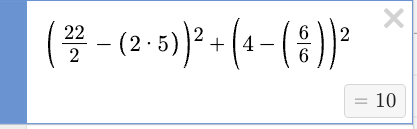 (22/2 − (2 · 5))² + (4 − (6/6))²
= 10